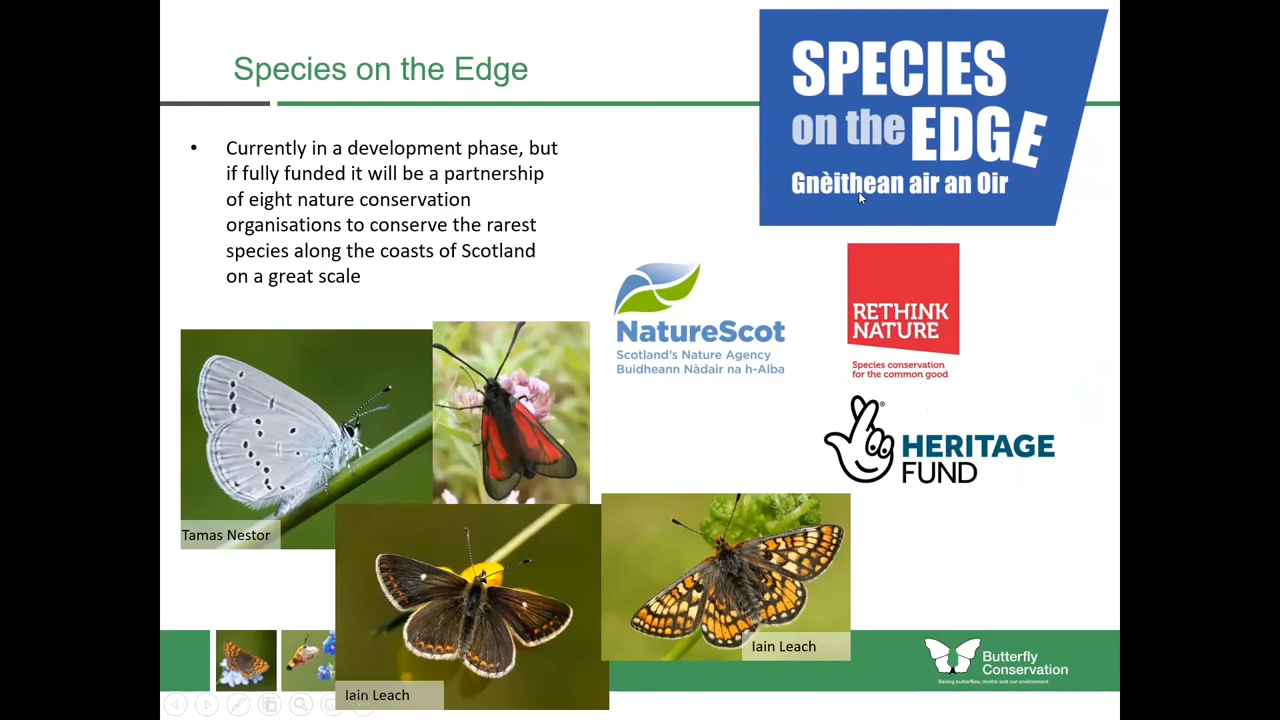 Species on the Edge
SPECIES
on the EDGE
Gnèithean air an Oir
• Currently in a development phase, but
if fully funded it will be a partnership
of eight nature conservation
organisations to conserve the rarest
species along the coasts of Scotland
on a great scale
NatureScot
Scotland's Nature Agency
Buidheann Nàdair na h-Alba
RETHINK
NATURE
Species conservation
for the common good
®
HERITAGE
FUND
Tamas Nestor
Iain Leach
Iain Leach
Butterfly
Conservation
Saving butterflies, moths and our environment